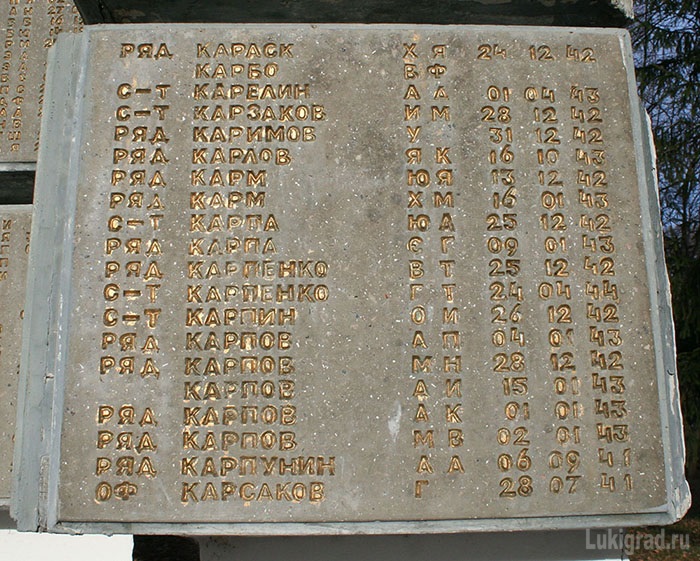 РЯД КАРАСК Х Я 24 12 42
КАРБО В Ф
С-Т КАРЕЛИН А А 01 04 43
С-Т КАРЗАКОВ И М 28 12 42
РЯД КАРИМОВ У 31 12 42
РЯД КАРЛОВ Я К 16 10 43
РЯД КАРМ Ю Я 13 12 42
РЯД КАРМ Х М 16 01 43
С-Т КАРПА Ю А 25 12 42
РЯД КАРПА Е Г 09 01 43
РЯД КАРПЕНКО В Т 25 12 42
С-Т КАРПЕНКО Г Т 24 04 44
С-Т КАРПИН О И 26 12 42
РЯД КАРПОВ А П 04 01 43
РЯД КАРПОВ М Н 28 12 42
КАРПОВ А И 15 01 43
РЯД КАРПОВ А К 01 01 43
РЯД КАРПОВ М В 02 01 43
РЯД КАРПУНИН А А 06 09 41
ОФ КАРСАКОВ Г 28 07 41
Lukigrad.ru